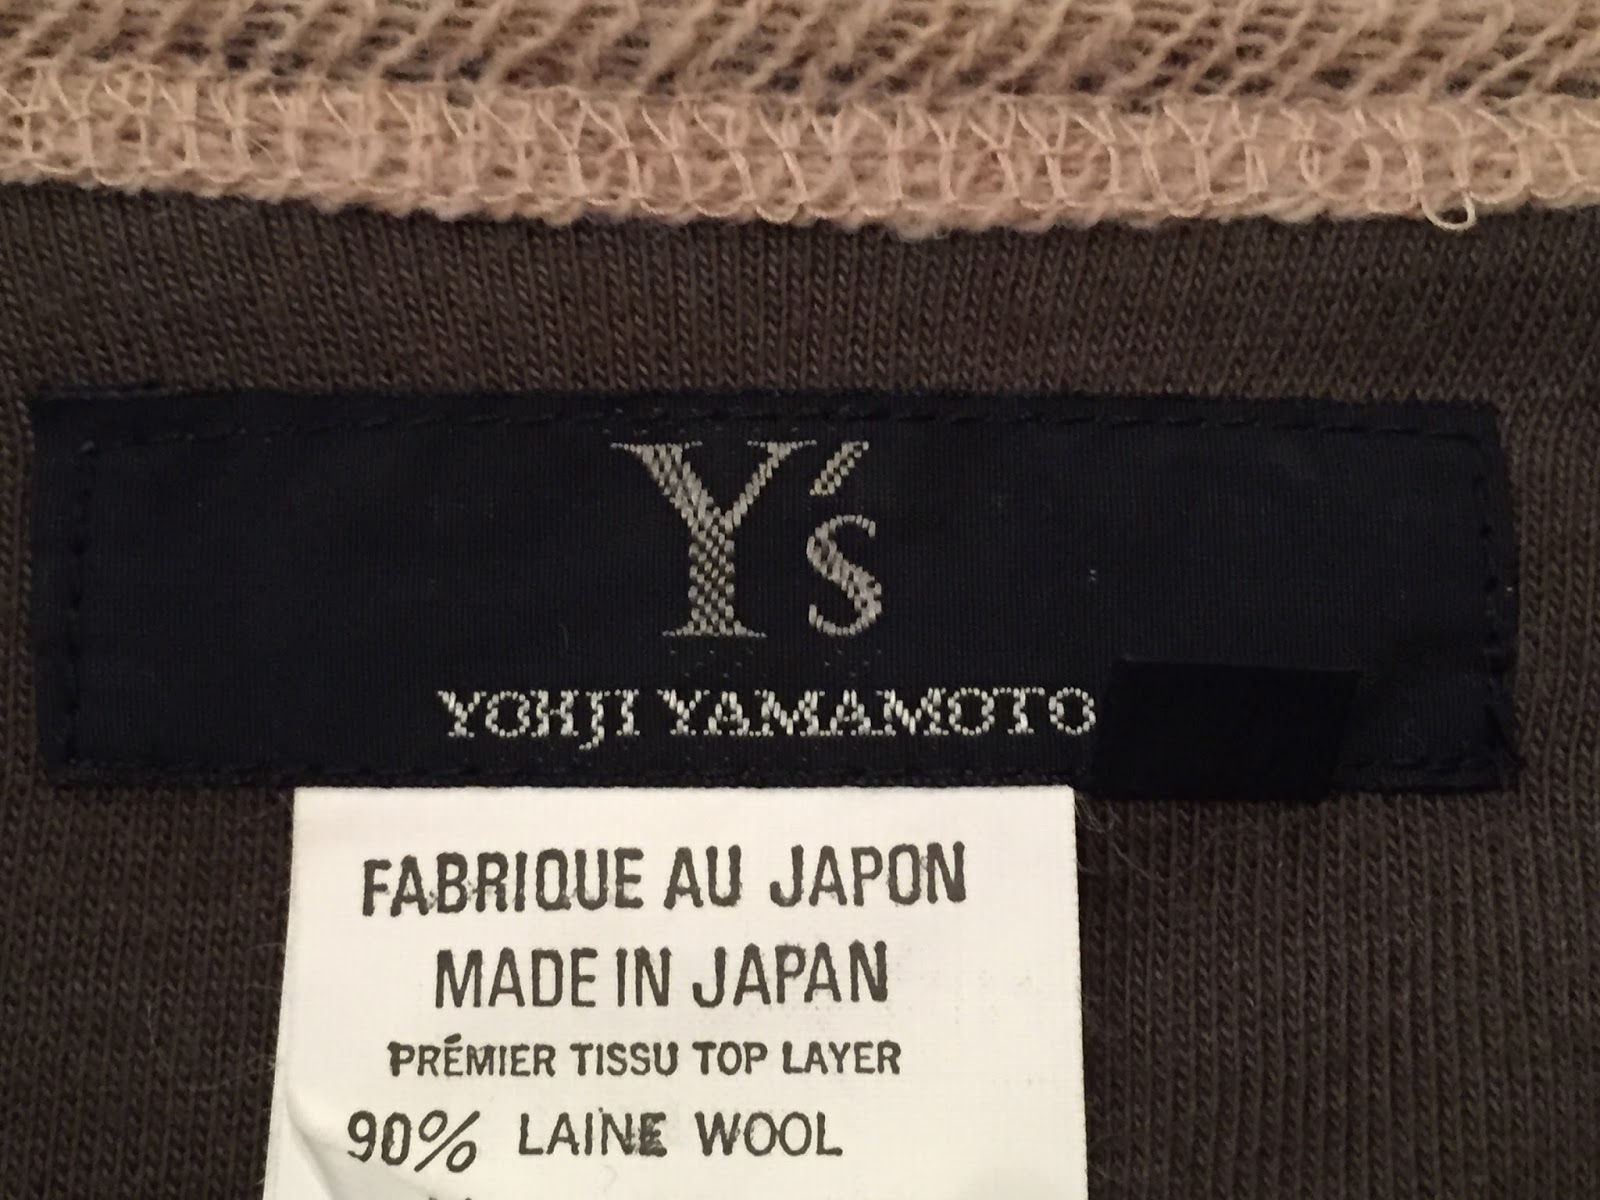 Y's
YOHJI YAMAMOTO
FABRIQUE AU JAPON
MADE IN JAPAN
PRÉMIER TISSU TOP LAYER
90% LAINE WOOL